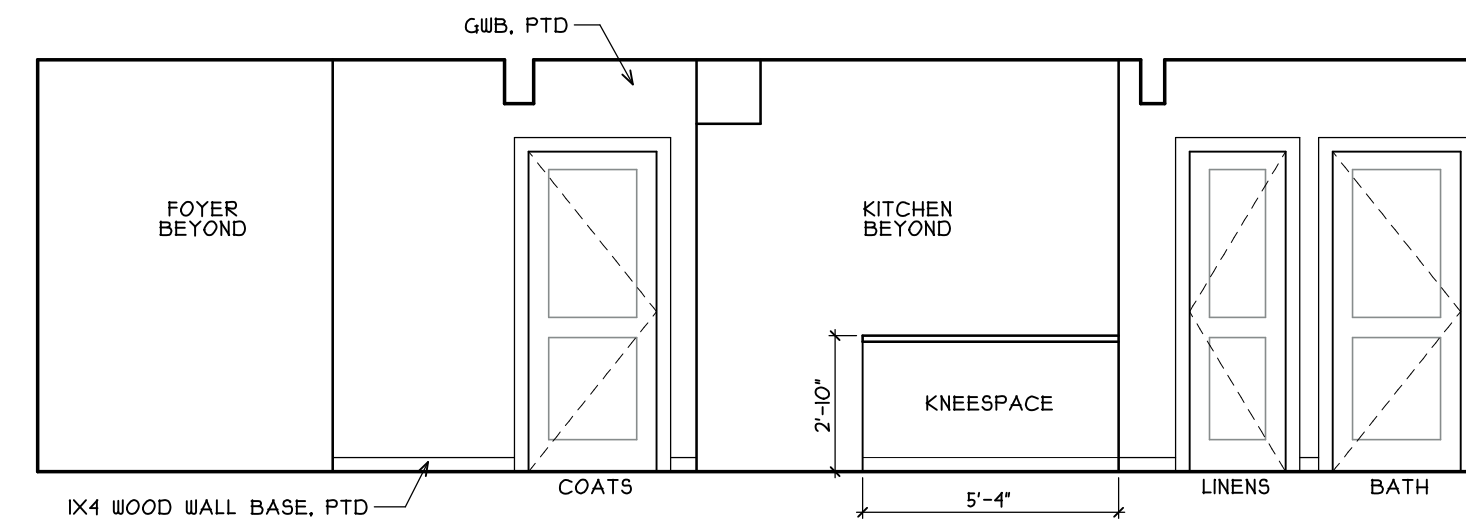 GWB, PTD
FOYER
BEYOND
KITCHEN
BEYOND
2'-10"
KNEESPACE
COATS
LINENS
BATH
1X4 WOOD WALL BASE, PTD
5'-4"